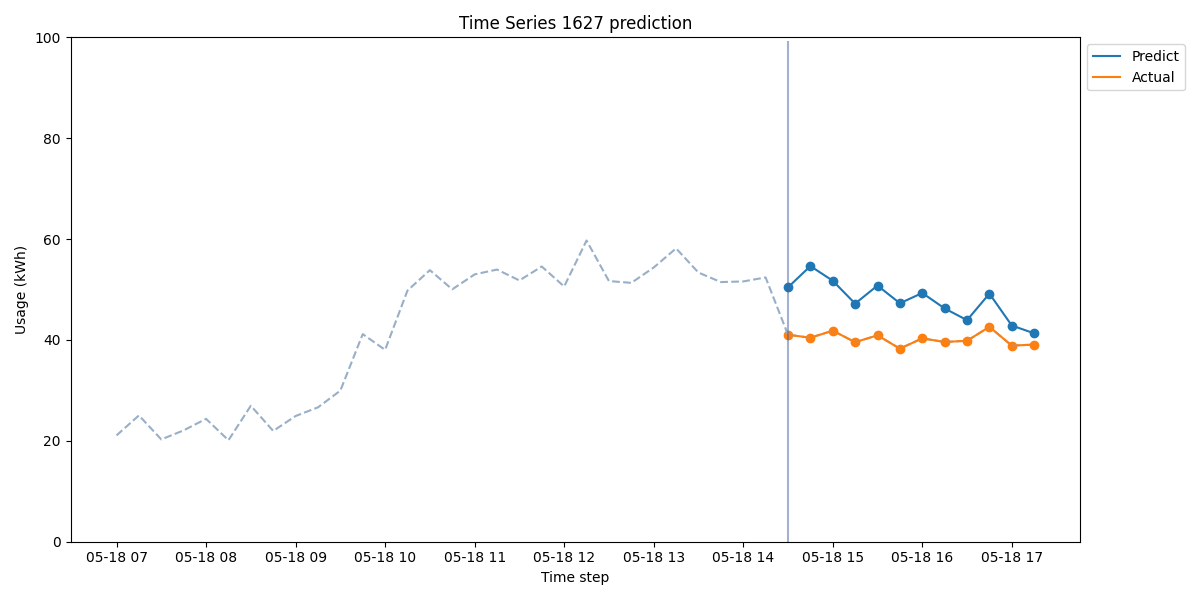 Time Series 1627 prediction
Usage (kWh)
100
80
60
40
20
0
05-18 07 05-18 08 05-18 09 05-18 10 05-18 11 05-18 12 05-18 13 05-18 14 05-18 15 05-18 16 05-18 17
Time step
Predict
Actual